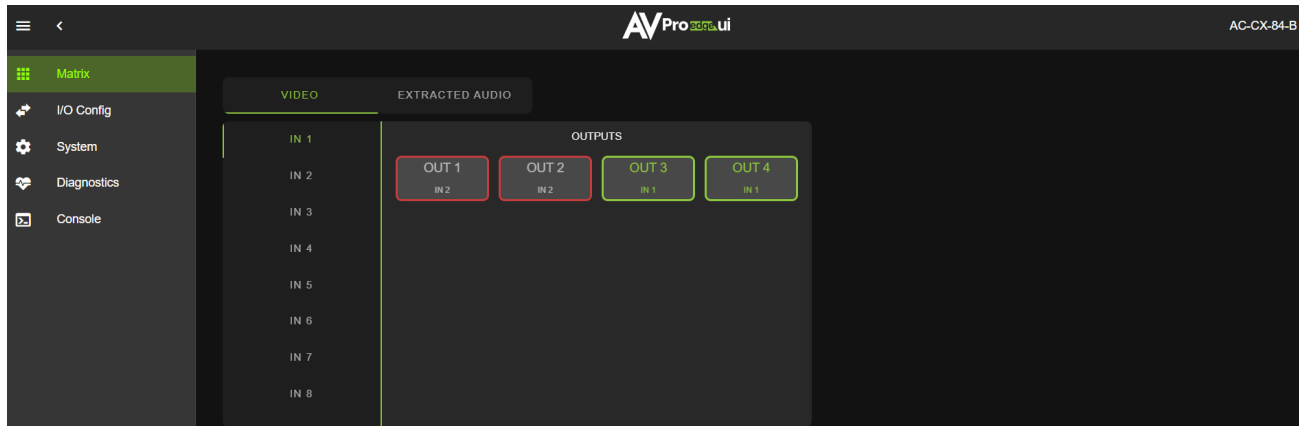 AVPro edge.ui
AC-CX-84-B
Matrix
I/O Config
System
Diagnostics
Console
VIDEO EXTRACTED AUDIO
IN 1
IN 2
IN 3
IN 4
IN 5
IN 6
IN 7
IN 8
OUTPUTS
OUT 1 OUT 2 OUT 3 OUT 4
IN 2 IN 2 IN 1 IN 1